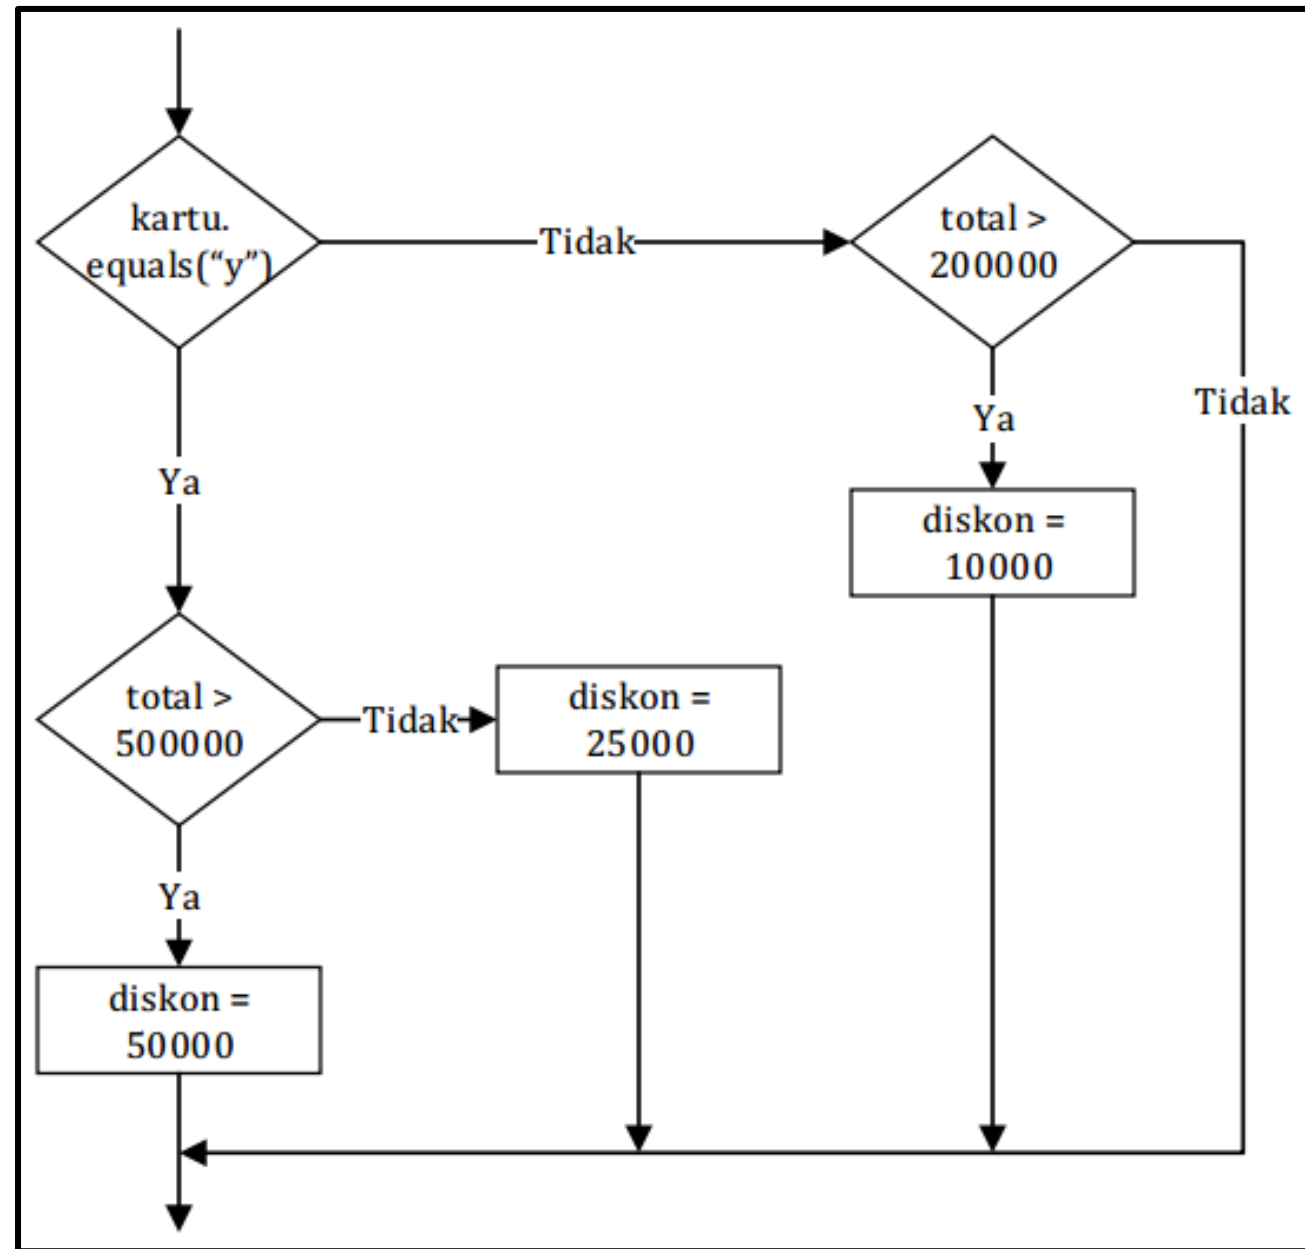 kartu.
equals(“y”)
Tidak
total >
200000
Tidak
Ya
diskon =
10000
Ya
total >
500000
Tidak
diskon =
25000
Ya
diskon =
50000